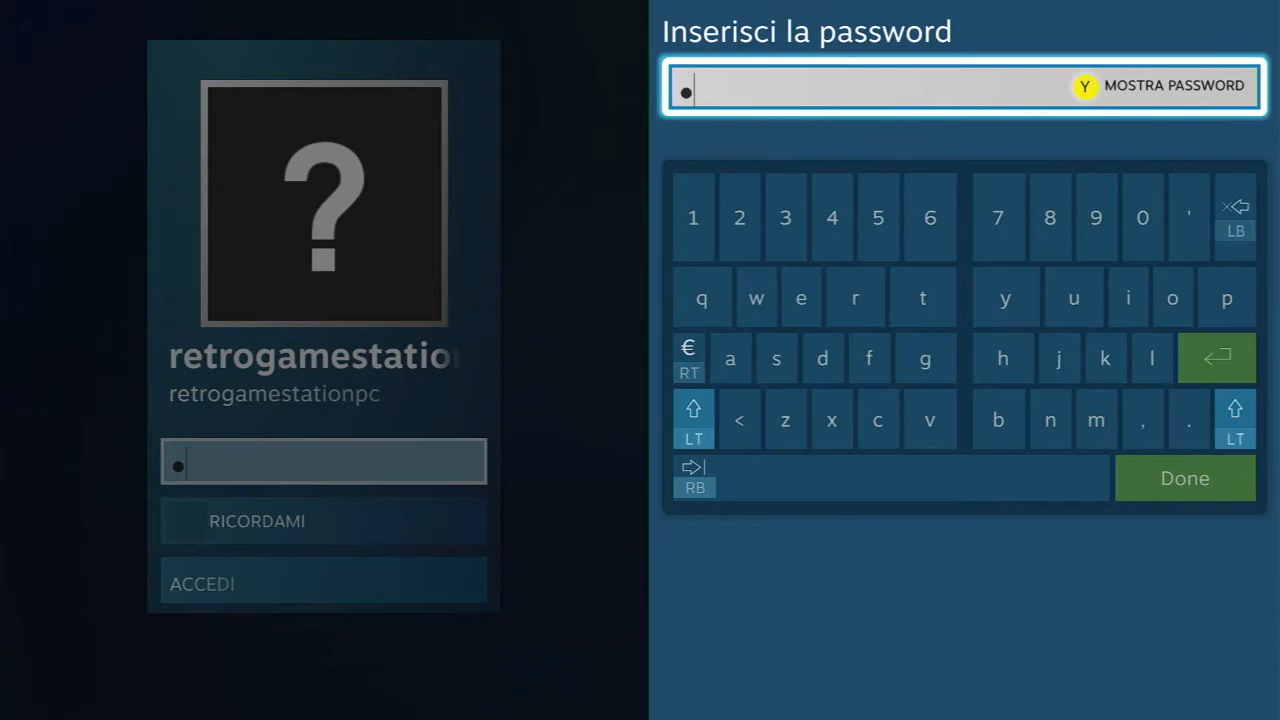 retrogamestatio
retrogamestationpc
●
RICORDAMI
ACCEDI
Inserisci la password
● Y MOSTRA PASSWORD
1 2 3 4 5 6 7 8 9 0 '
LB
q w e r t y u i o p
€ a s d f g h j k l
RT
< z x c v b n m , .
LT LT
RB Done